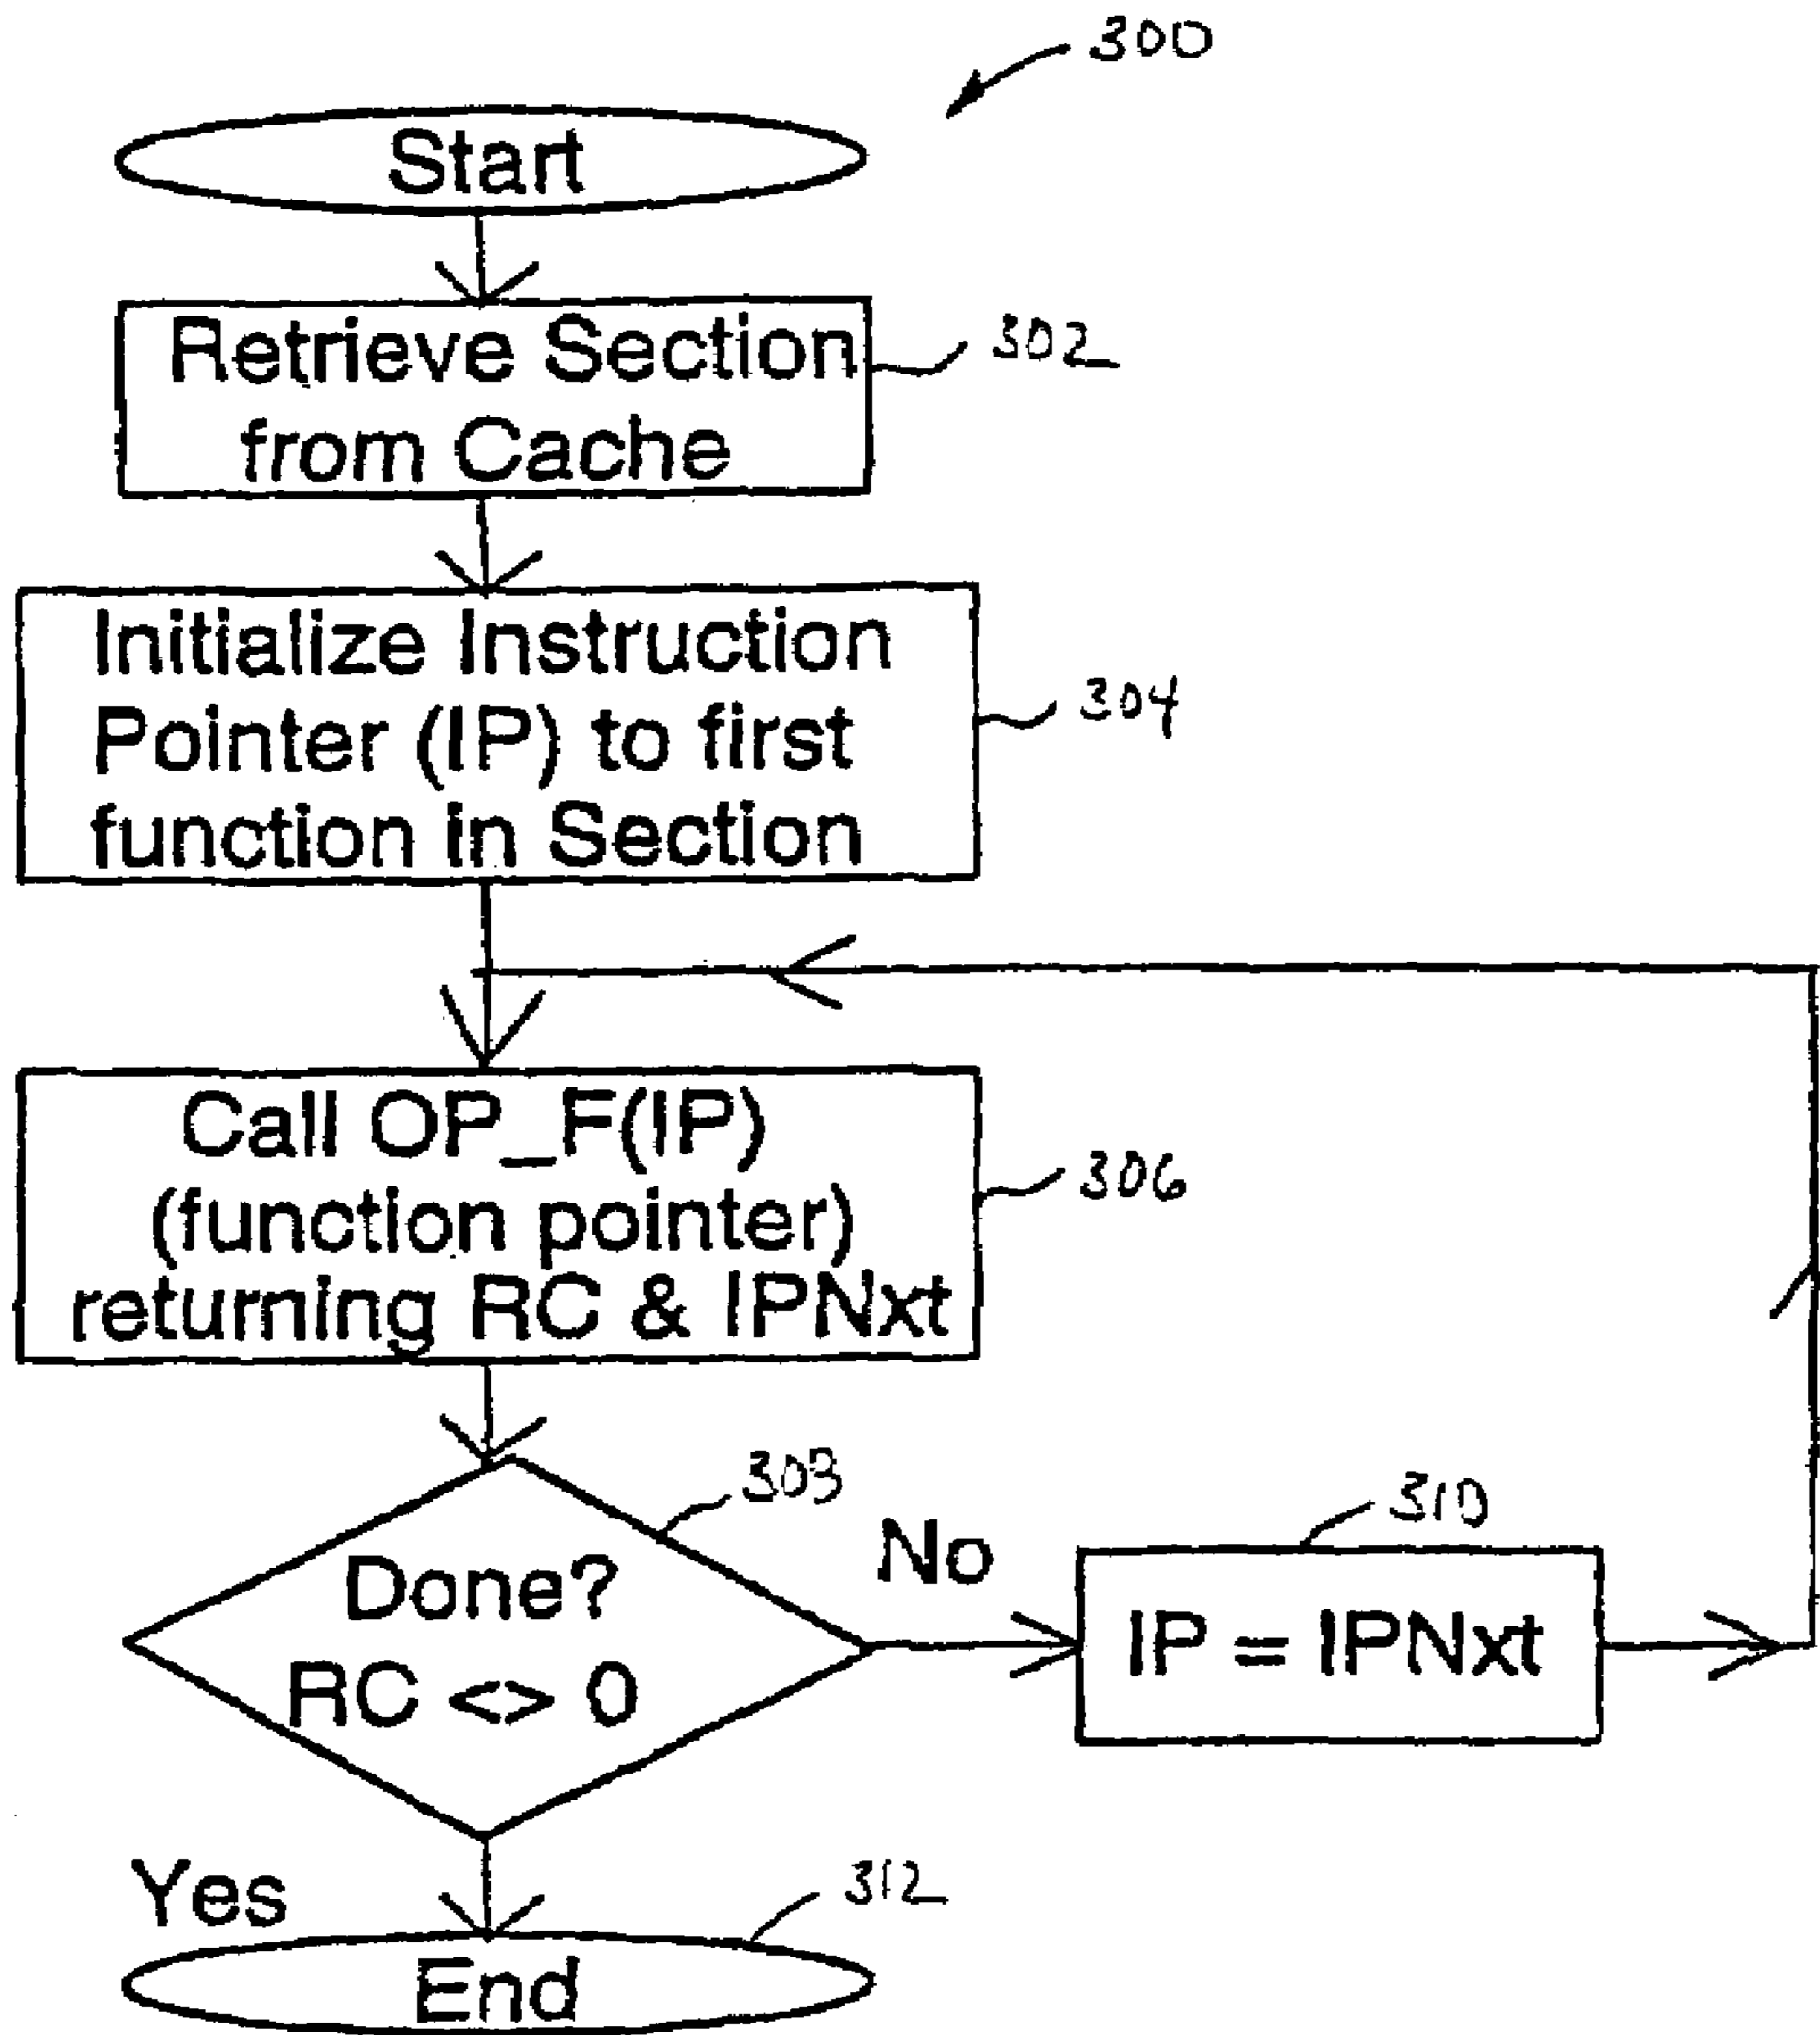 300
Start
Retrieve Section
from Cache
302
Initialize Instruction
Pointer (IP) to first
function in Section
304
Call OP_F(IP)
(function pointer)
returning RC & IPNxt
306
308
Done?
RC <> 0
No
310
IP = IPNxt
Yes
312
End